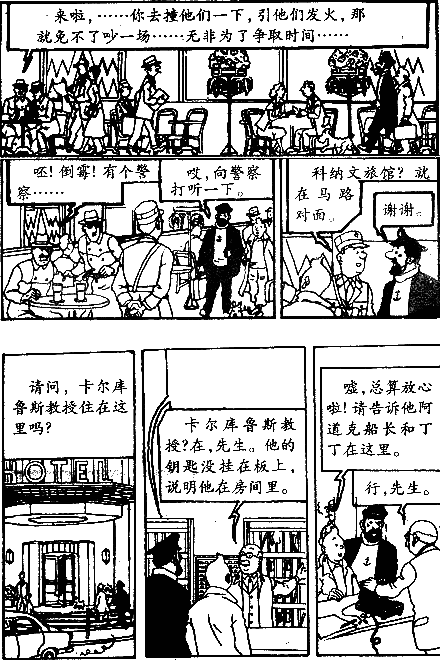 来啦，……你去撞他们一下，引他们发火，那
就免不了吵一场……无非为了争取时间……
呸！倒霉！有个警
察……
哎，向警察
打听一下。
科纳文旅馆？就
在马路
对面。
谢谢。
请问，卡尔库
鲁斯教授住在这
里吗？
HOTEL
卡尔库鲁斯教
授？在，先生。他的
钥匙没挂在板上，
说明他在房间里。
嘘，总算放心
啦！请告诉他阿
道克船长和丁
丁在这里。
行，先生。